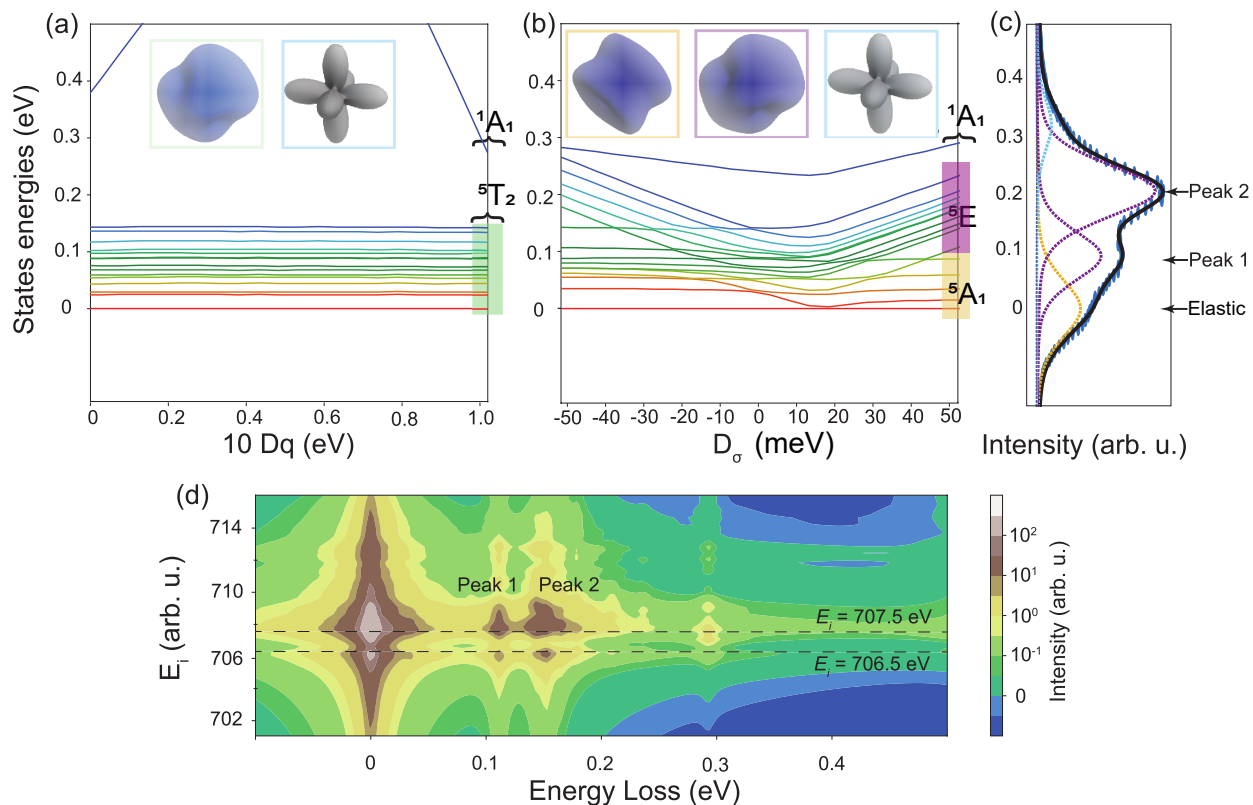 (a)
(b)
(c)
States energies (eV)
0.4
0.3
0.2
0.1
0
¹A₁
⁵T₂
0
0.2
0.4
0.6
0.8
1.0
10 Dq (eV)
0.4
0.3
0.2
0.1
0
¹A₁
⁵E
⁵A₁
-50
-40
-30
-20
-10
0
10
20
30
40
50
Dσ (meV)
0.4
0.3
0.2
0.1
0
Peak 2
Peak 1
Elastic
Intensity (arb. u.)
(d)
Eᵢ (arb. u.)
714
710
706
702
Peak 1
Peak 2
Eᵢ = 707.5 eV
Eᵢ = 706.5 eV
0
0.1
0.2
0.3
0.4
Energy Loss (eV)
10²
10¹
10⁰
10⁻¹
0
Intensity (arb. u.)